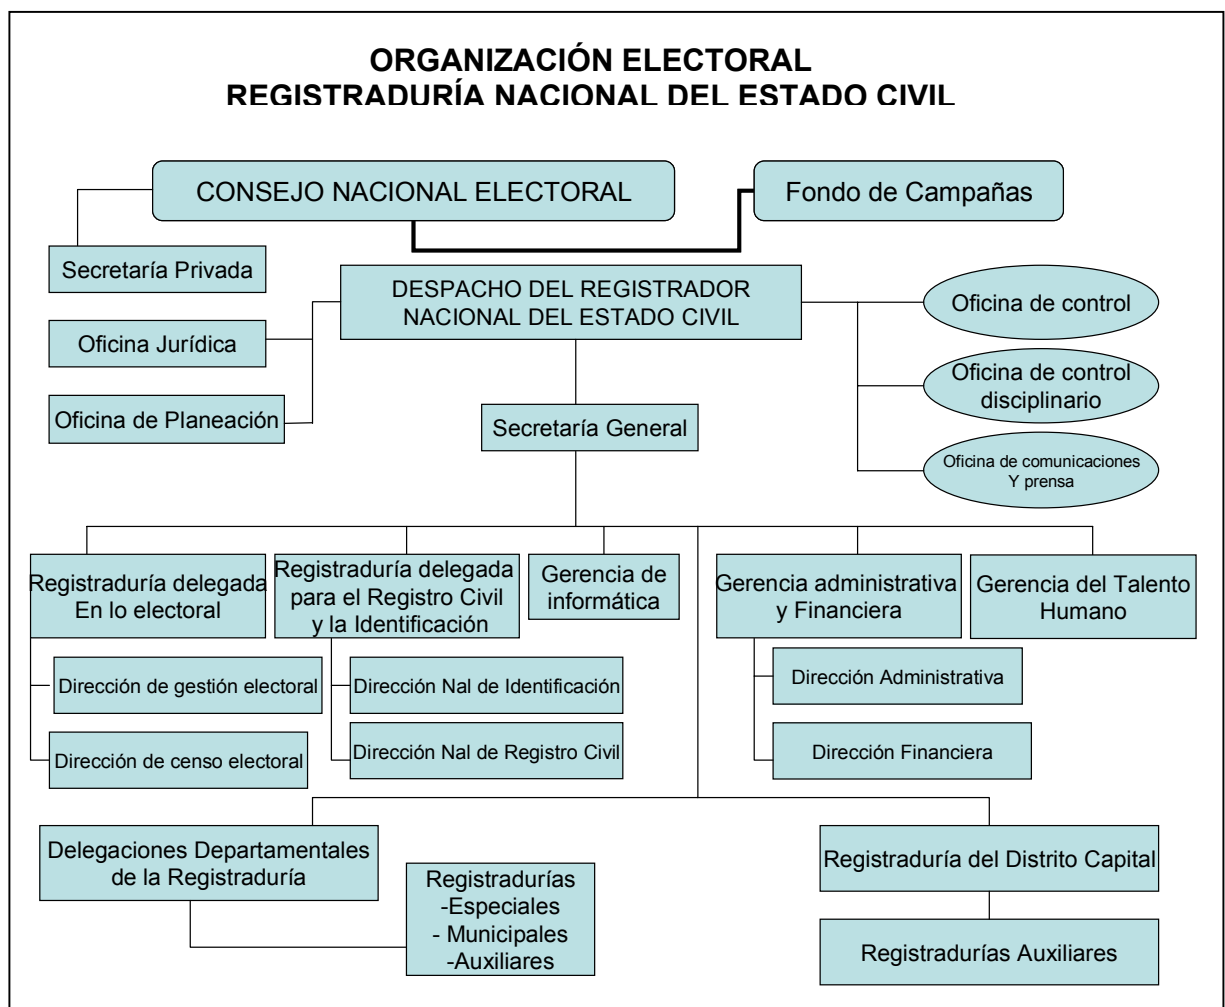 ORGANIZACIÓN ELECTORAL
REGISTRADURÍA NACIONAL DEL ESTADO CIVIL
CONSEJO NACIONAL ELECTORAL
Fondo de Campañas
Secretaría Privada
DESPACHO DEL REGISTRADOR
NACIONAL DEL ESTADO CIVIL
Oficina de control
Oficina Jurídica
Oficina de control
disciplinario
Oficina de Planeación
Secretaría General
Oficina de comunicaciones
Y prensa
Registraduría delegada
En lo electoral
Registraduría delegada
para el Registro Civil
y la Identificación
Gerencia de
informática
Gerencia administrativa
y Financiera
Gerencia del Talento
Humano
Dirección de gestión electoral
Dirección Nal de Identificación
Dirección Administrativa
Dirección de censo electoral
Dirección Nal de Registro Civil
Dirección Financiera
Delegaciones Departamentales
de la Registraduría
Registradurías
-Especiales
- Municipales
-Auxiliares
Registraduría del Distrito Capital
Registradurías Auxiliares